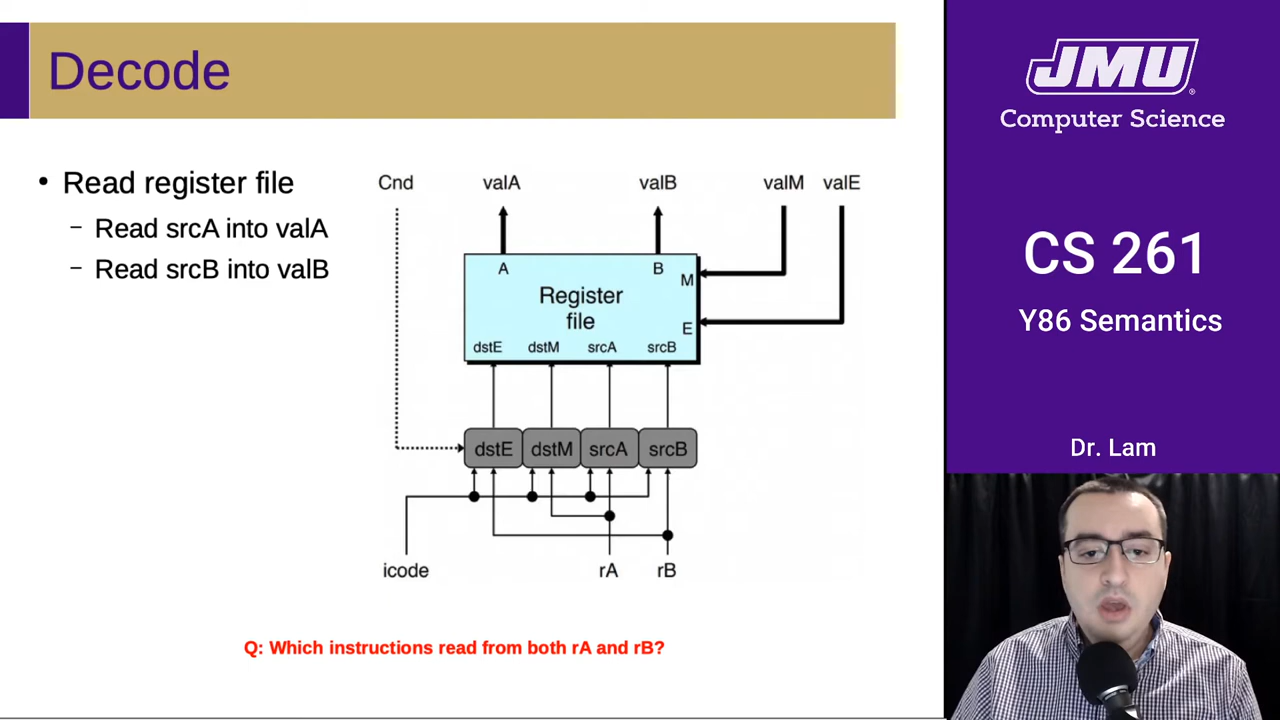 Decode
• Read register file
– Read srcA into valA
– Read srcB into valB
Cnd valA valB valM valE
A B M
Register
file
E
dstE dstM srcA srcB
dstE dstM srcA srcB
icode rA rB
Q: Which instructions read from both rA and rB?
JMU
Computer Science
CS 261
Y86 Semantics
Dr. Lam